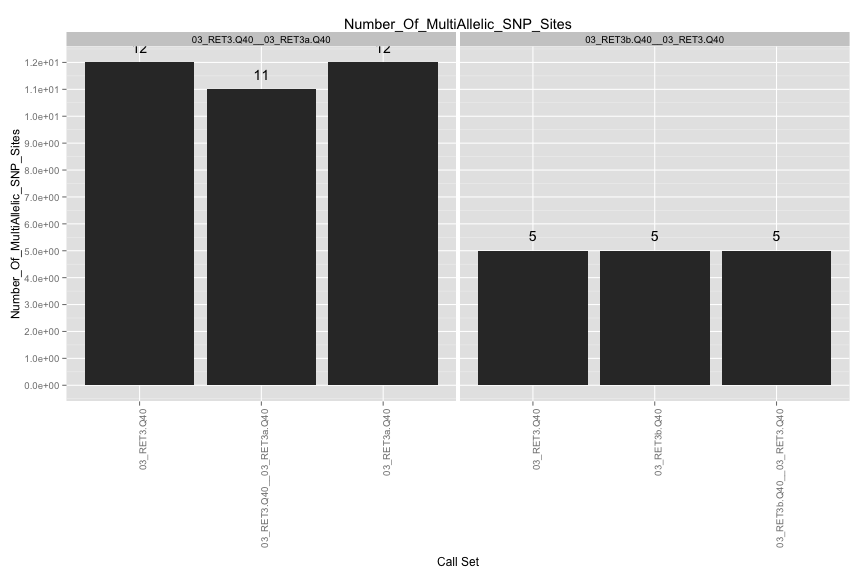 Number_Of_MultiAllelic_SNP_Sites
03_RET3.Q40__03_RET3a.Q40
03_RET3b.Q40__03_RET3.Q40
Number_Of_MultiAllelic_SNP_Sites
1.2e+01
1.1e+01
1.0e+01
9.0e+00
8.0e+00
7.0e+00
6.0e+00
5.0e+00
4.0e+00
3.0e+00
2.0e+00
1.0e+00
0.0e+00
12
11
12
5
5
5
03_RET3.Q40
03_RET3.Q40__03_RET3a.Q40
03_RET3a.Q40
03_RET3.Q40
03_RET3b.Q40
03_RET3b.Q40__03_RET3.Q40
Call Set